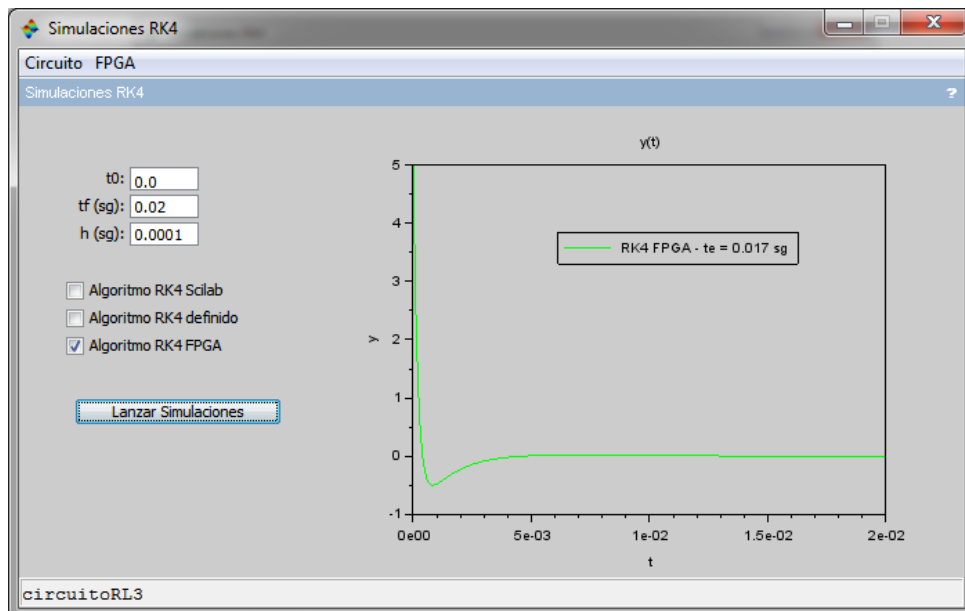 Simulaciones RK4
Circuito FPGA
Simulaciones RK4 ?
t0: 0.0
tf (sg): 0.02
h (sg): 0.0001
Algoritmo RK4 Scilab
Algoritmo RK4 definido
Algoritmo RK4 FPGA
Lanzar Simulaciones
y(t)
RK4 FPGA - te = 0.017 sg
y
5
4
3
2
1
0
-1
0e00 5e-03 1e-02 1.5e-02 2e-02
t
circuitoRL3